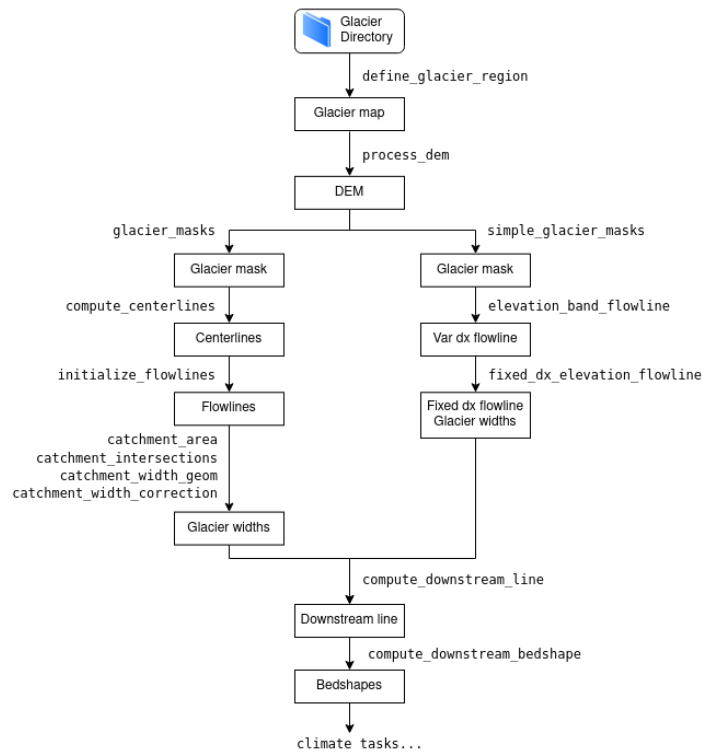 Glacier
Directory
define_glacier_region
Glacier map
process_dem
DEM
glacier_masks
simple_glacier_masks
Glacier mask
Glacier mask
compute_centerlines
elevation_band_flowline
Centerlines
Var dx flowline
initialize_flowlines
fixed_dx_elevation_flowline
Flowlines
Fixed dx flowline
Glacier widths
catchment_area
catchment_intersections
catchment_width_geom
catchment_width_correction
Glacier widths
compute_downstream_line
Downstream line
compute_downstream_bedshape
Bedshapes
climate tasks...